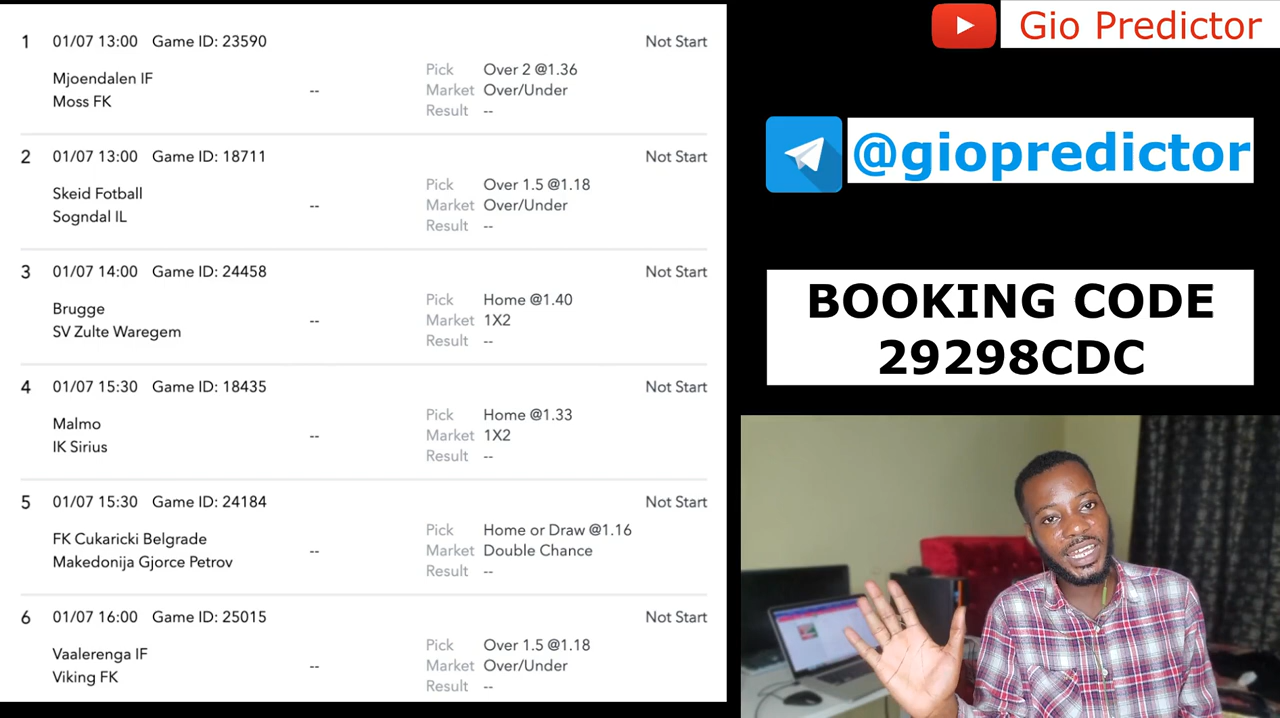 1 01/07 13:00 Game ID: 23590 Not Start
Mjoendalen IF
Moss FK
--
Pick Over 2 @1.36
Market Over/Under
Result --
2 01/07 13:00 Game ID: 18711 Not Start
Skeid Fotball
Sogndal IL
--
Pick Over 1.5 @1.18
Market Over/Under
Result --
3 01/07 14:00 Game ID: 24458 Not Start
Brugge
SV Zulte Waregem
--
Pick Home @1.40
Market 1X2
Result --
4 01/07 15:30 Game ID: 18435 Not Start
Malmo
IK Sirius
--
Pick Home @1.33
Market 1X2
Result --
5 01/07 15:30 Game ID: 24184 Not Start
FK Cukaricki Belgrade
Makedonija Gjorce Petrov
--
Pick Home or Draw @1.16
Market Double Chance
Result --
6 01/07 16:00 Game ID: 25015 Not Start
Vaalerenga IF
Viking FK
--
Pick Over 1.5 @1.18
Market Over/Under
Result --
Gio Predictor
@giopredictor
BOOKING CODE
29298CDC